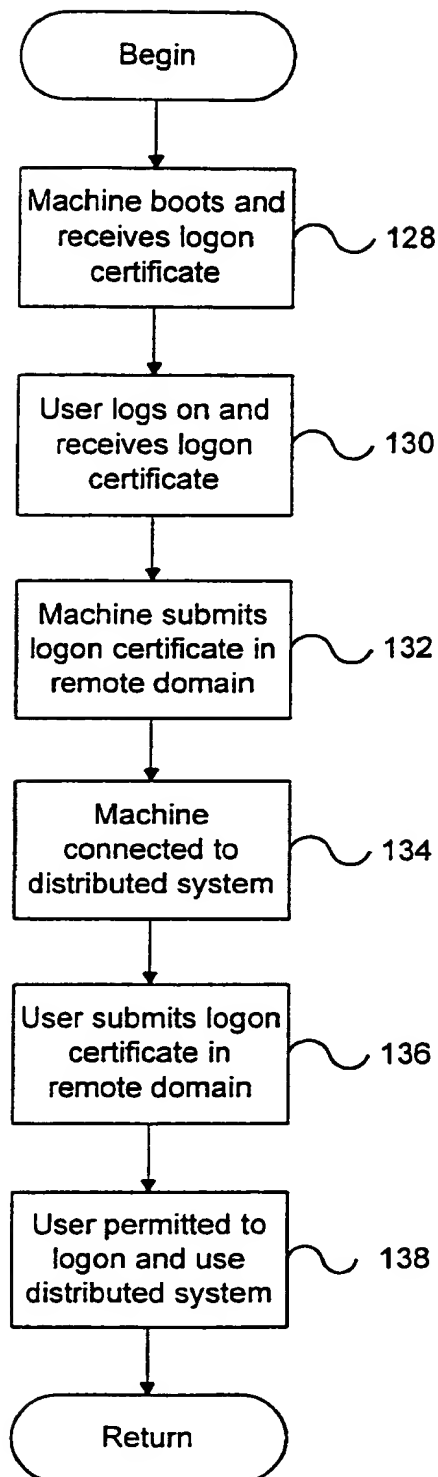 Begin
Machine boots and
receives logon
certificate
128
User logs on and
receives logon
certificate
130
Machine submits
logon certificate in
remote domain
132
Machine
connected to
distributed system
134
User submits logon
certificate in
remote domain
136
User permitted to
logon and use
distributed system
138
Return